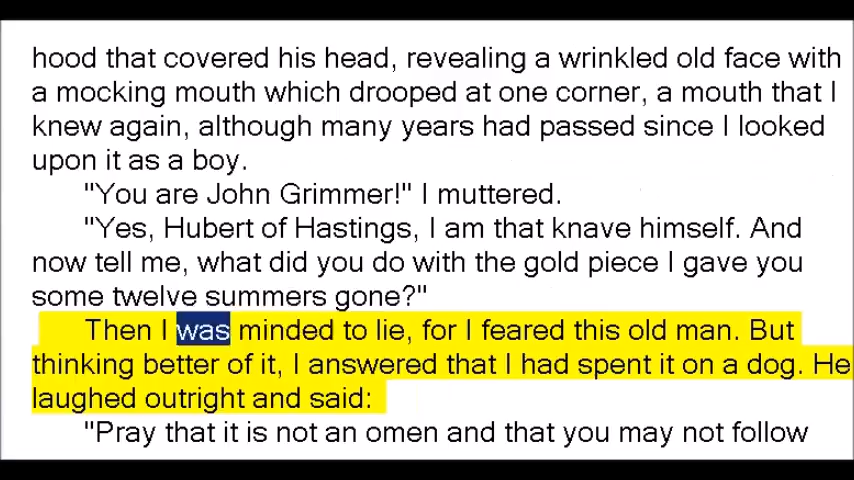 hood that covered his head, revealing a wrinkled old face with
a mocking mouth which drooped at one corner, a mouth that I
knew again, although many years had passed since I looked
upon it as a boy.
"You are John Grimmer!" I muttered.
"Yes, Hubert of Hastings, I am that knave himself. And
now tell me, what did you do with the gold piece I gave you
some twelve summers gone?"
Then I was minded to lie, for I feared this old man. But
thinking better of it, I answered that I had spent it on a dog. He
laughed outright and said:
"Pray that it is not an omen and that you may not follow